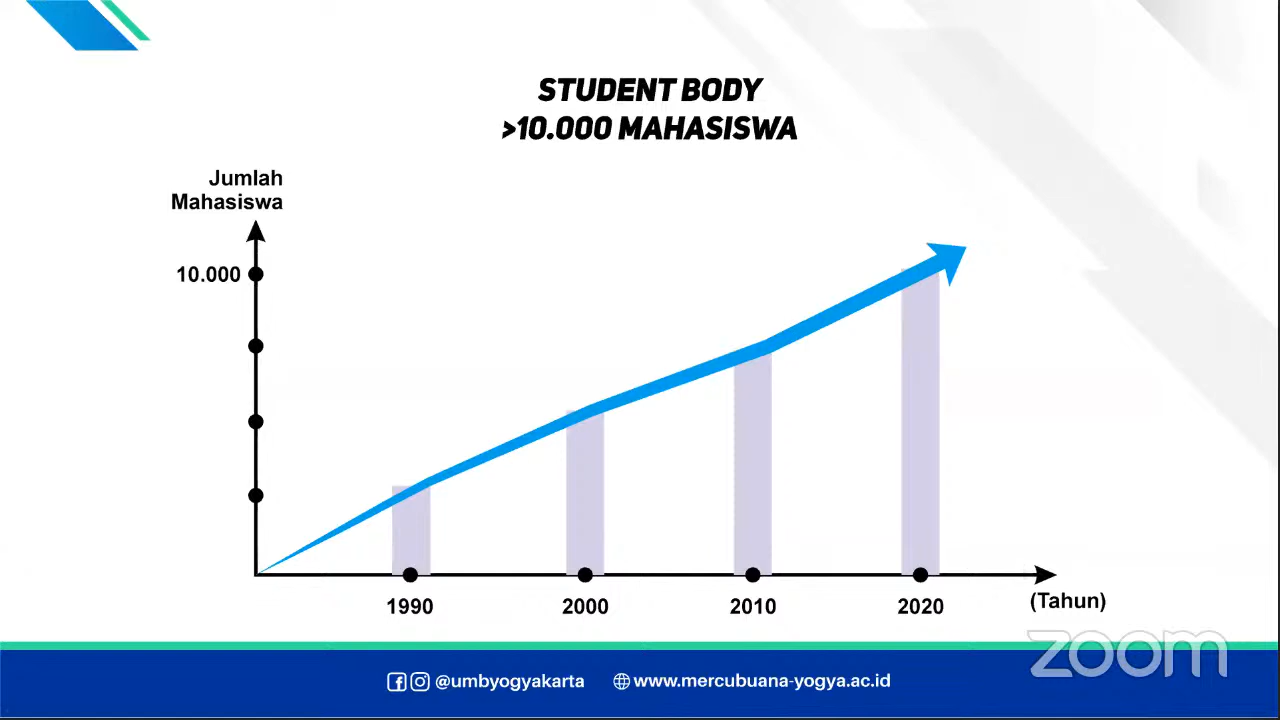 STUDENT BODY
>10.000 MAHASISWA
Jumlah
Mahasiswa
10.000
1990
2000
2010
2020
(Tahun)
zoom
@umbyogyakarta
www.mercubuana-yogya.ac.id